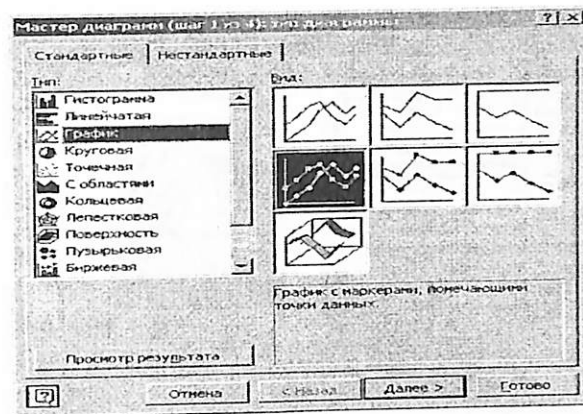 Мастер диаграмм (шаг 1 из 4): тип диаграммы
Стандартные
Нестандартные
Тип:
Гистограмма
Линейчатая
График
Круговая
Точечная
С областями
Кольцевая
Лепестковая
Поверхность
Пузырьковая
Биржевая
Вид:
График с маркерами, помечающими
точки данных.
Просмотр результата
Отмена
< Назад
Далее >
Готово